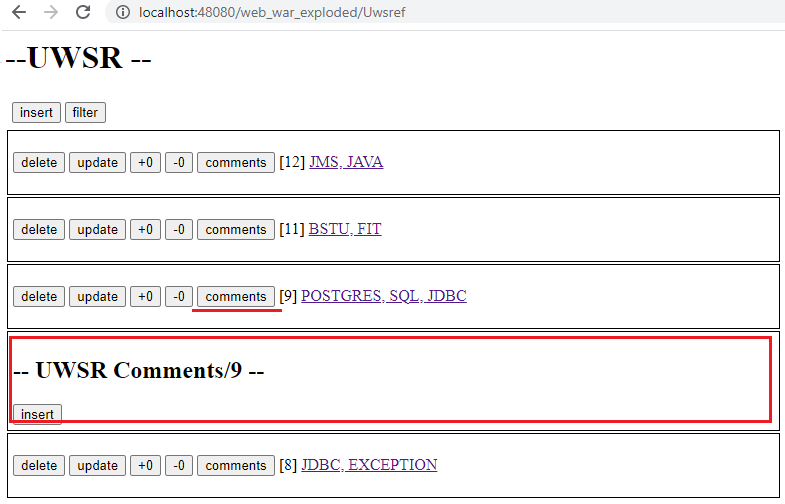 localhost:48080/web_war_exploded/Uwsref
--UWSR --
insert filter
delete update +0 -0 comments [12] JMS, JAVA
delete update +0 -0 comments [11] BSTU, FIT
delete update +0 -0 comments [9] POSTGRES, SQL, JDBC
-- UWSR Comments/9 --
insert
delete update +0 -0 comments [8] JDBC, EXCEPTION